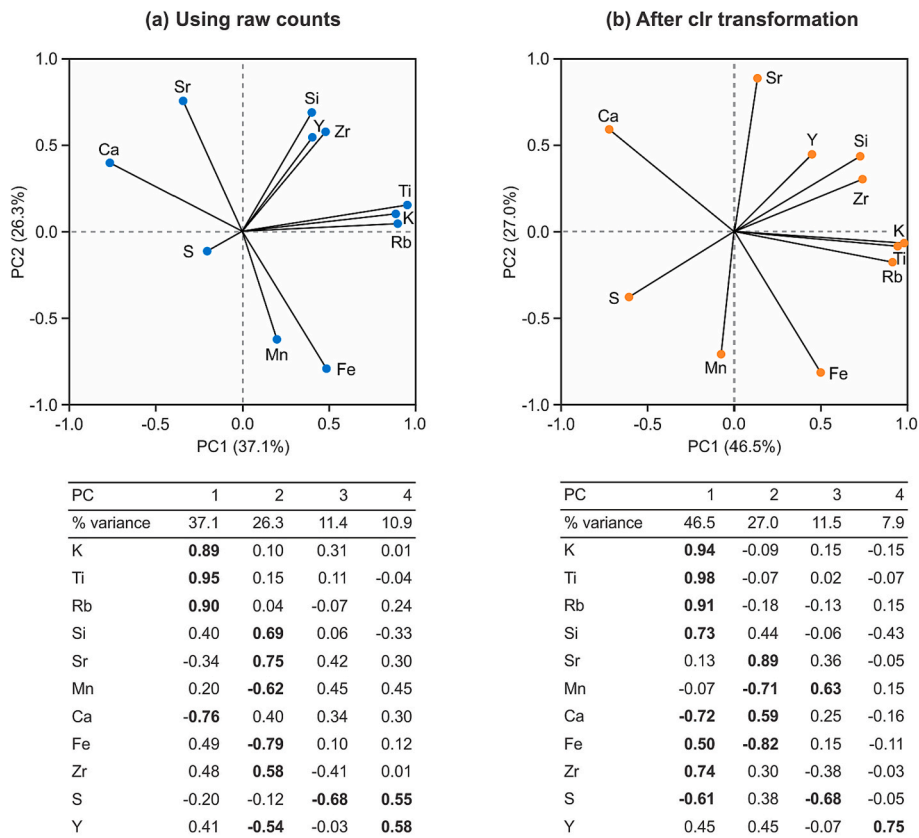 (a) Using raw counts
(b) After clr transformation
1.0
0.5
0.0
-0.5
-1.0
PC2 (26.3%)
Sr
Si
Y
Zr
Ca
Ti
K
Rb
S
Mn
Fe
-1.0 -0.5 0.0 0.5 1.0
PC1 (37.1%)
1.0
0.5
0.0
-0.5
-1.0
PC2 (27.0%)
Sr
Ca
Y
Si
Zr
K
Ti
Rb
S
Mn
Fe
-1.0 -0.5 0.0 0.5 1.0
PC1 (46.5%)
PC 1 2 3 4
% variance 37.1 26.3 11.4 10.9
K 0.89 0.10 0.31 0.01
Ti 0.95 0.15 0.11 -0.04
Rb 0.90 0.04 -0.07 0.24
Si 0.40 0.69 0.06 -0.33
Sr -0.34 0.75 0.42 0.30
Mn 0.20 -0.62 0.45 0.45
Ca -0.76 0.40 0.34 0.30
Fe 0.49 -0.79 0.10 0.12
Zr 0.48 0.58 -0.41 0.01
S -0.20 -0.12 -0.68 0.55
Y 0.41 -0.54 -0.03 0.58
PC 1 2 3 4
% variance 46.5 27.0 11.5 7.9
K 0.94 -0.09 0.15 -0.15
Ti 0.98 -0.07 0.02 -0.07
Rb 0.91 -0.18 -0.13 0.15
Si 0.73 0.44 -0.06 -0.43
Sr 0.13 0.89 0.36 -0.05
Mn -0.07 -0.71 0.63 0.15
Ca -0.72 0.59 0.25 -0.16
Fe 0.50 -0.82 0.15 -0.11
Zr 0.74 0.30 -0.38 -0.03
S -0.61 0.38 -0.68 -0.05
Y 0.45 0.45 -0.07 0.75